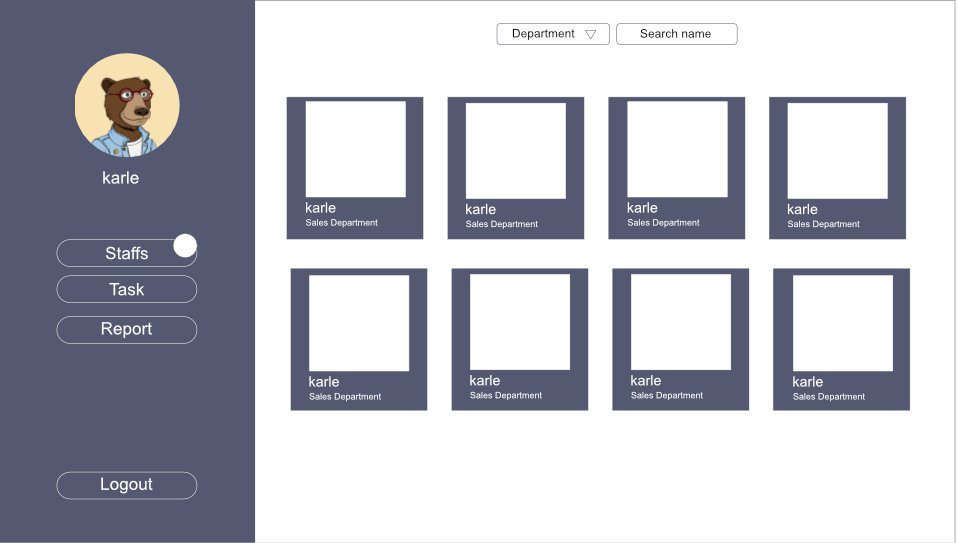 Department
Search name
karle
Staffs
Task
Report
Logout
karle
Sales Department
karle
Sales Department
karle
Sales Department
karle
Sales Department
karle
Sales Department
karle
Sales Department
karle
Sales Department
karle
Sales Department